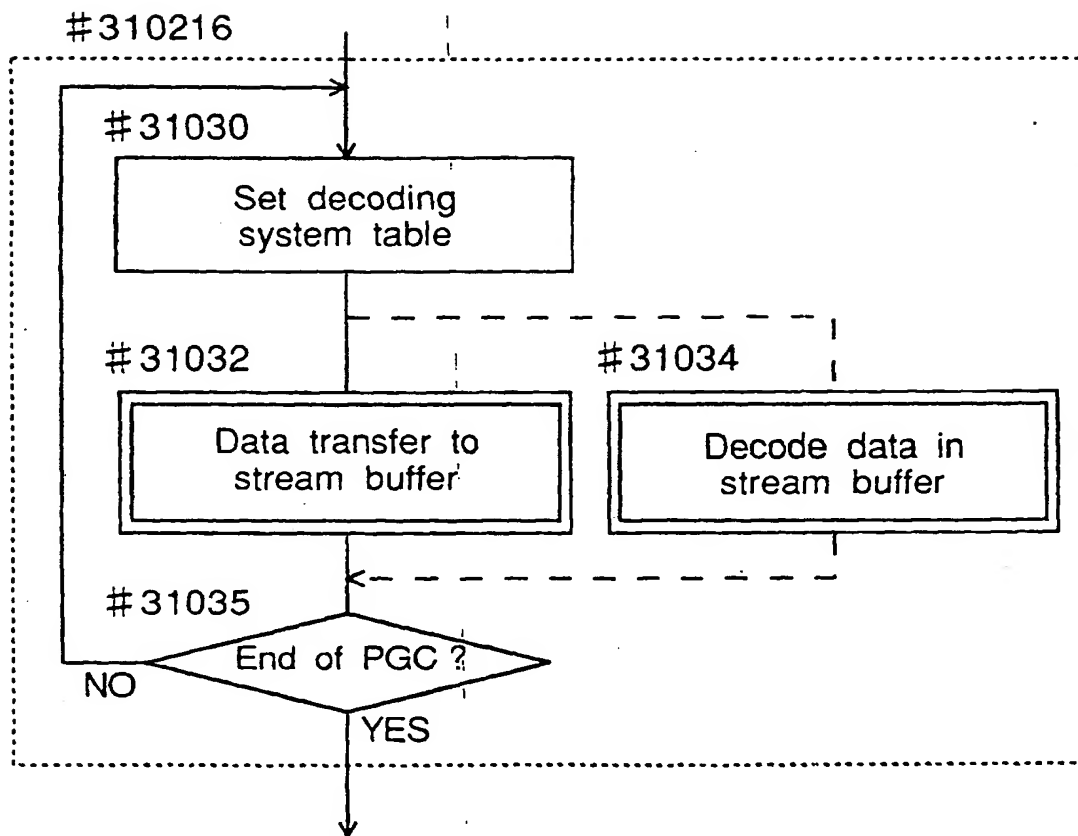 #310216
#31030
Set decoding
system table
#31032
#31034
Data transfer to
stream buffer
Decode data in
stream buffer
#31035
End of PGC ?
NO
YES